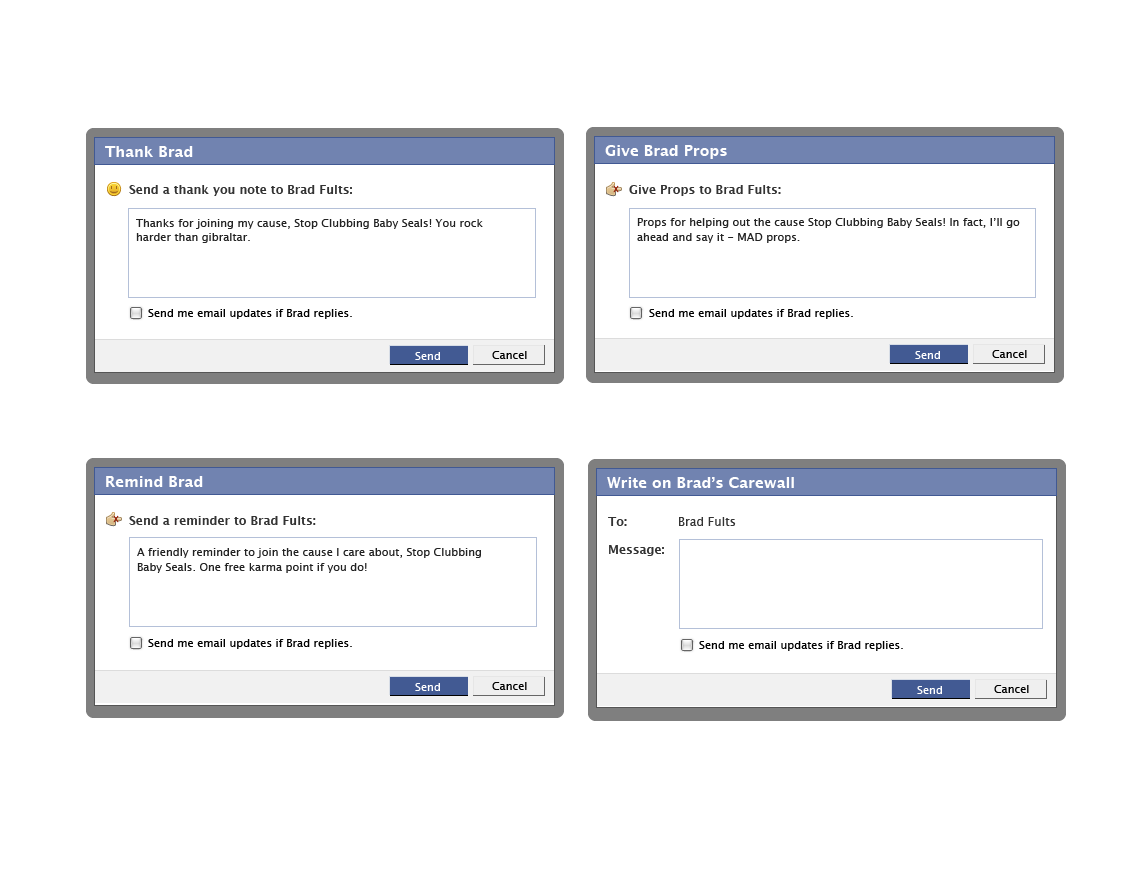 Thank Brad
Send a thank you note to Brad Fults:
Thanks for joining my cause, Stop Clubbing Baby Seals! You rock
harder than gibraltar.
Send me email updates if Brad replies.
Send
Cancel
Give Brad Props
Give Props to Brad Fults:
Props for helping out the cause Stop Clubbing Baby Seals! In fact, I’ll go
ahead and say it – MAD props.
Send me email updates if Brad replies.
Send
Cancel
Remind Brad
Send a reminder to Brad Fults:
A friendly reminder to join the cause I care about, Stop Clubbing
Baby Seals. One free karma point if you do!
Send me email updates if Brad replies.
Send
Cancel
Write on Brad’s Carewall
To: Brad Fults
Message:
Send me email updates if Brad replies.
Send
Cancel